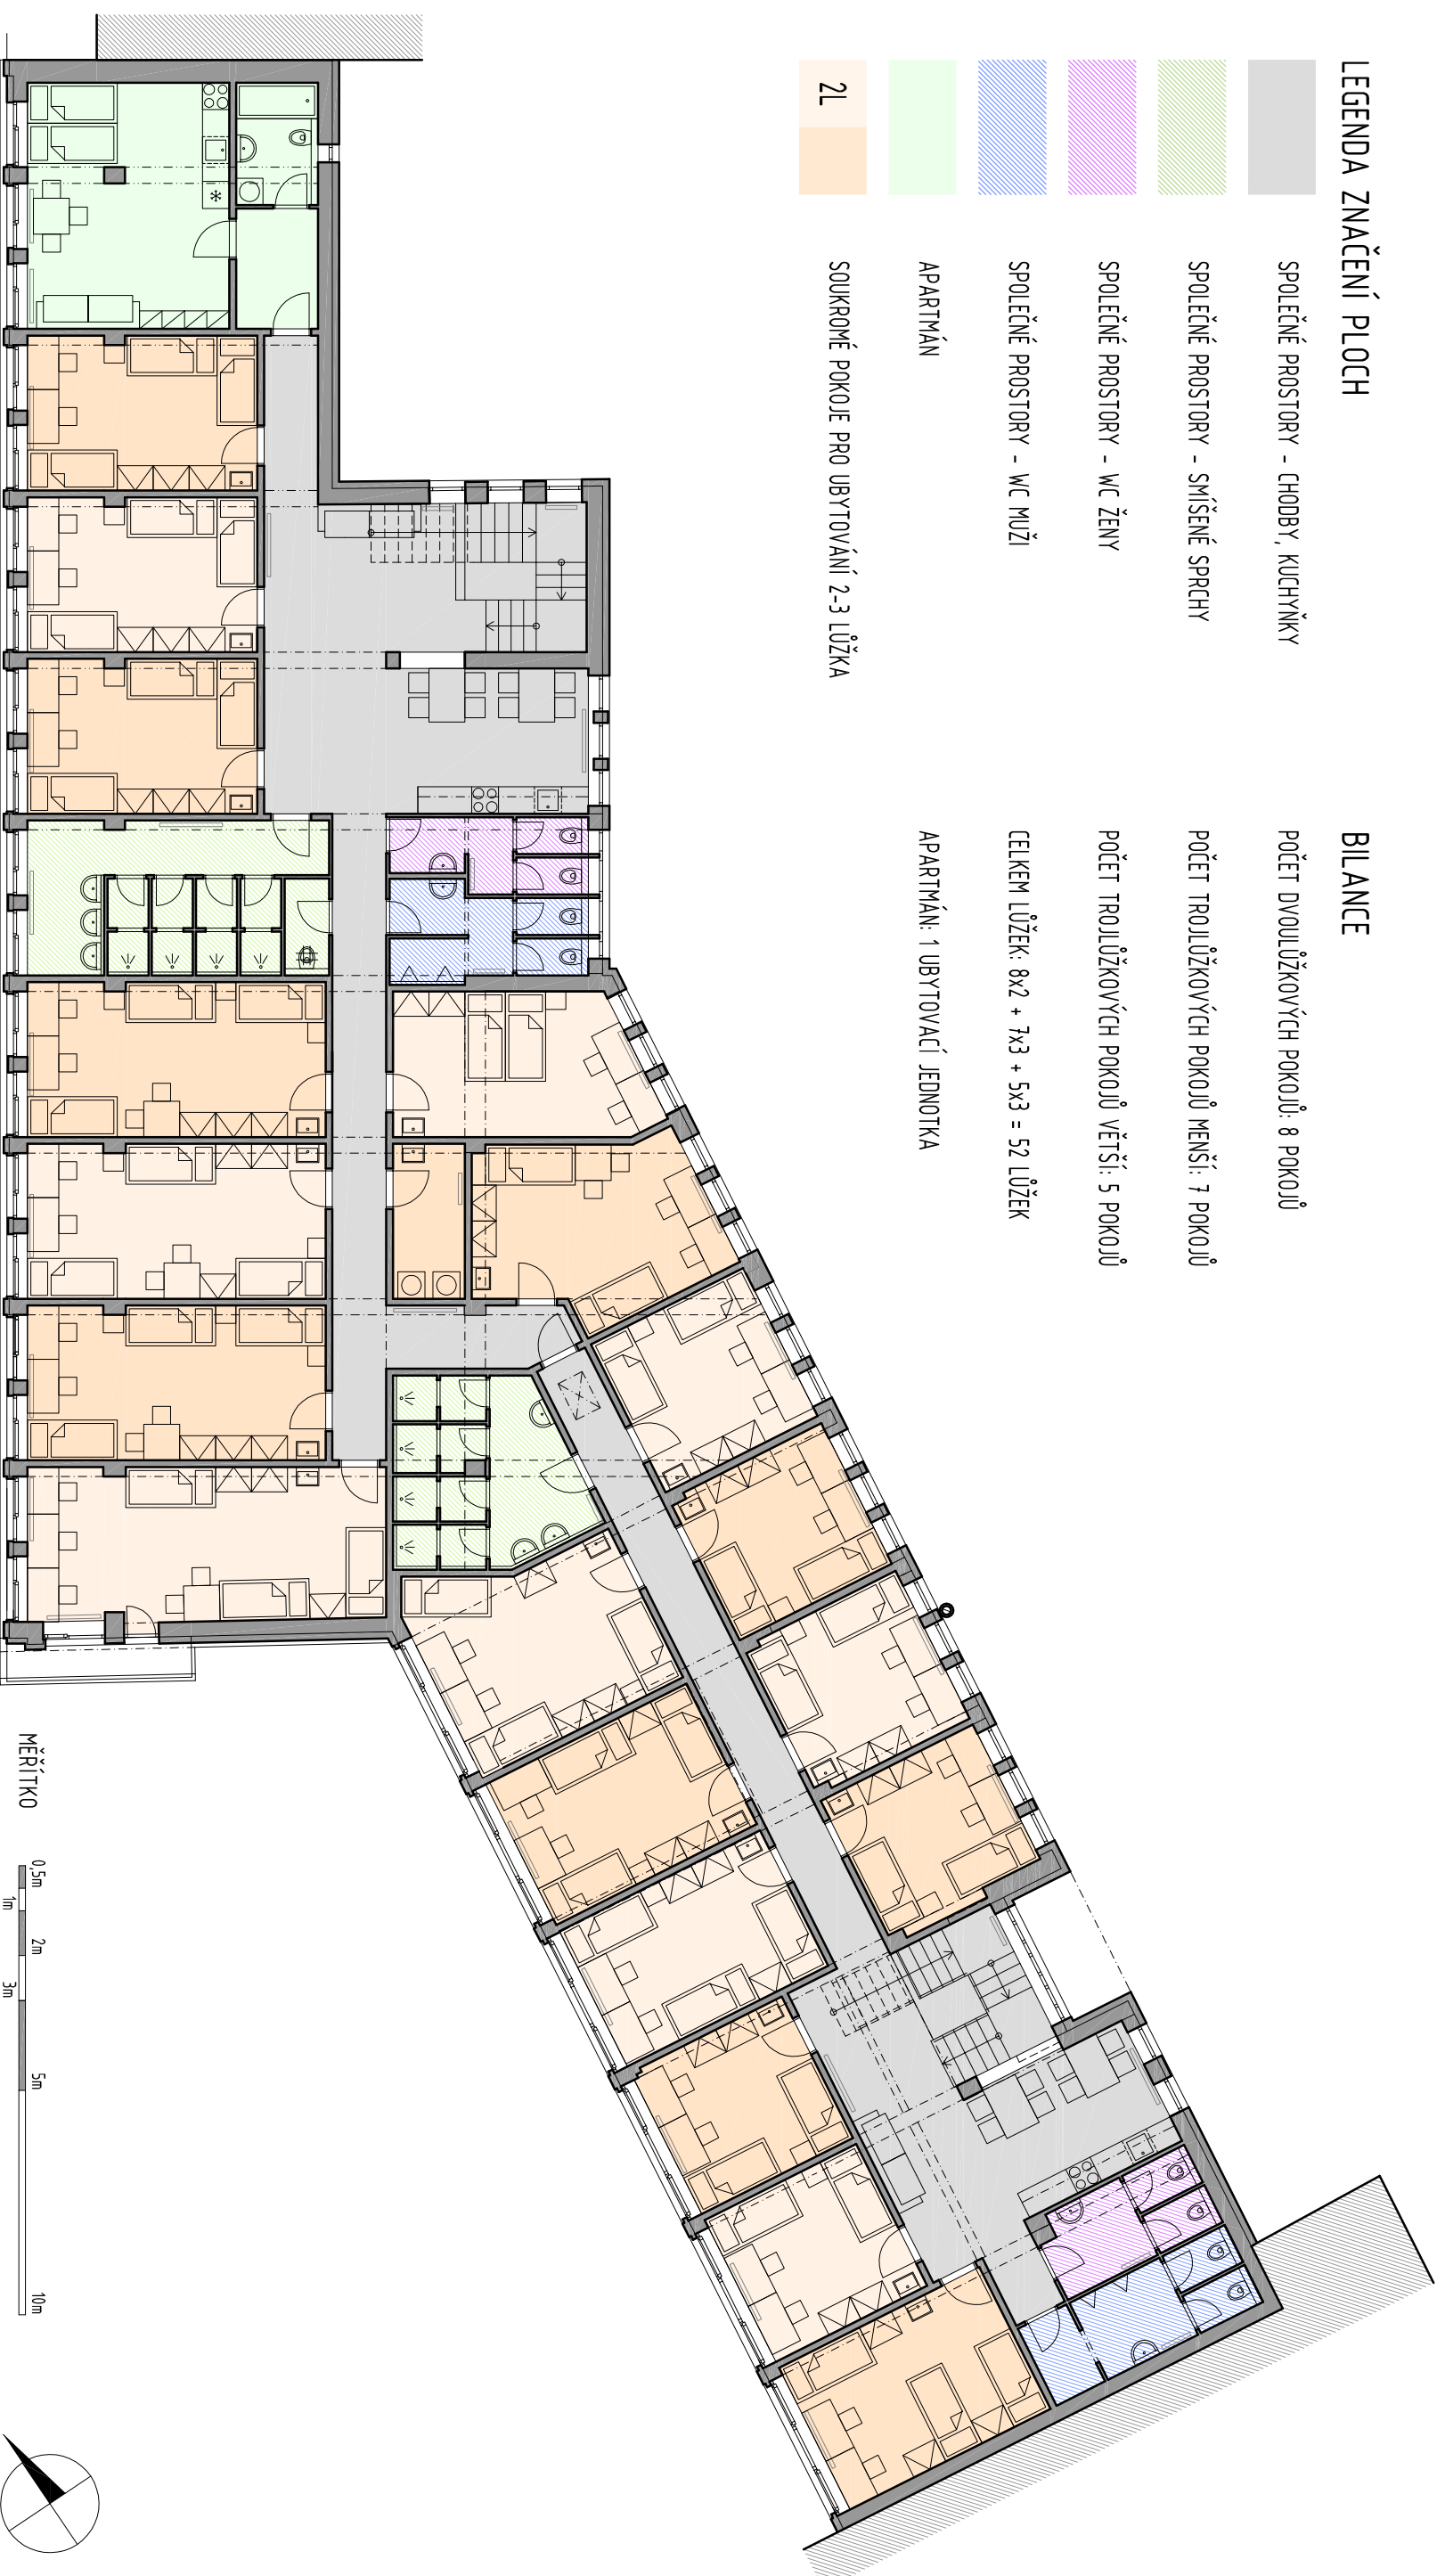 LEGENDA ZNAČENÍ PLOCH
SPOLEČNÉ PROSTORY - CHODBY, KUCHYŇKY
SPOLEČNÉ PROSTORY - SMÍŠENÉ SPRCHY
SPOLEČNÉ PROSTORY - WC ŽENY
SPOLEČNÉ PROSTORY - WC MUŽI
APARTMÁN
2L
SOUKROMÉ POKOJE PRO UBYTOVÁNÍ 2-3 LŮŽKA
BILANCE
POČET DVOULŮŽKOVÝCH POKOJŮ: 8 POKOJŮ
POČET TROJLŮŽKOVÝCH POKOJŮ MENŠÍ: 7 POKOJŮ
POČET TROJLŮŽKOVÝCH POKOJŮ VĚTŠÍ: 5 POKOJŮ
CELKEM LŮŽEK: 8x2 + 7x3 + 5x3 = 52 LŮŽEK
APARTMÁN: 1 UBYTOVACÍ JEDNOTKA
MĚŘÍTKO
0,5m
1m
2m
3m
5m
10m